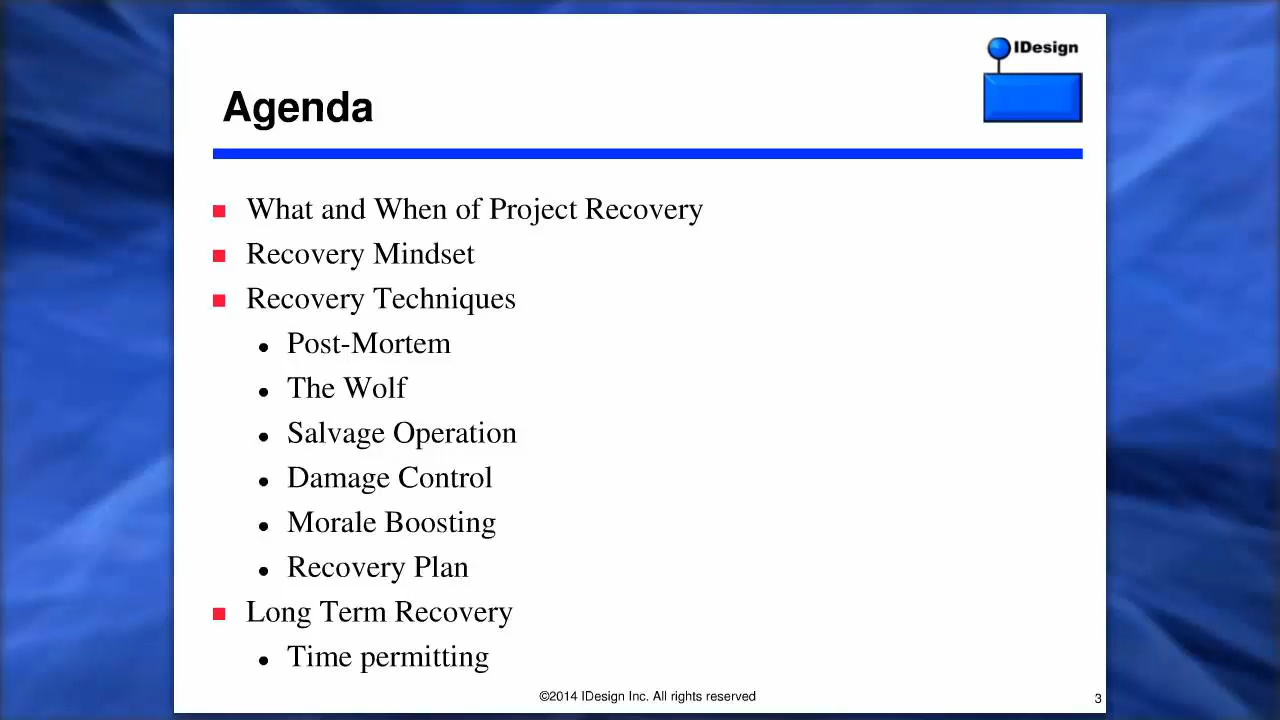 IDesign
Agenda
What and When of Project Recovery
Recovery Mindset
Recovery Techniques
Post-Mortem
The Wolf
Salvage Operation
Damage Control
Morale Boosting
Recovery Plan
Long Term Recovery
Time permitting
©2014 IDesign Inc. All rights reserved
3